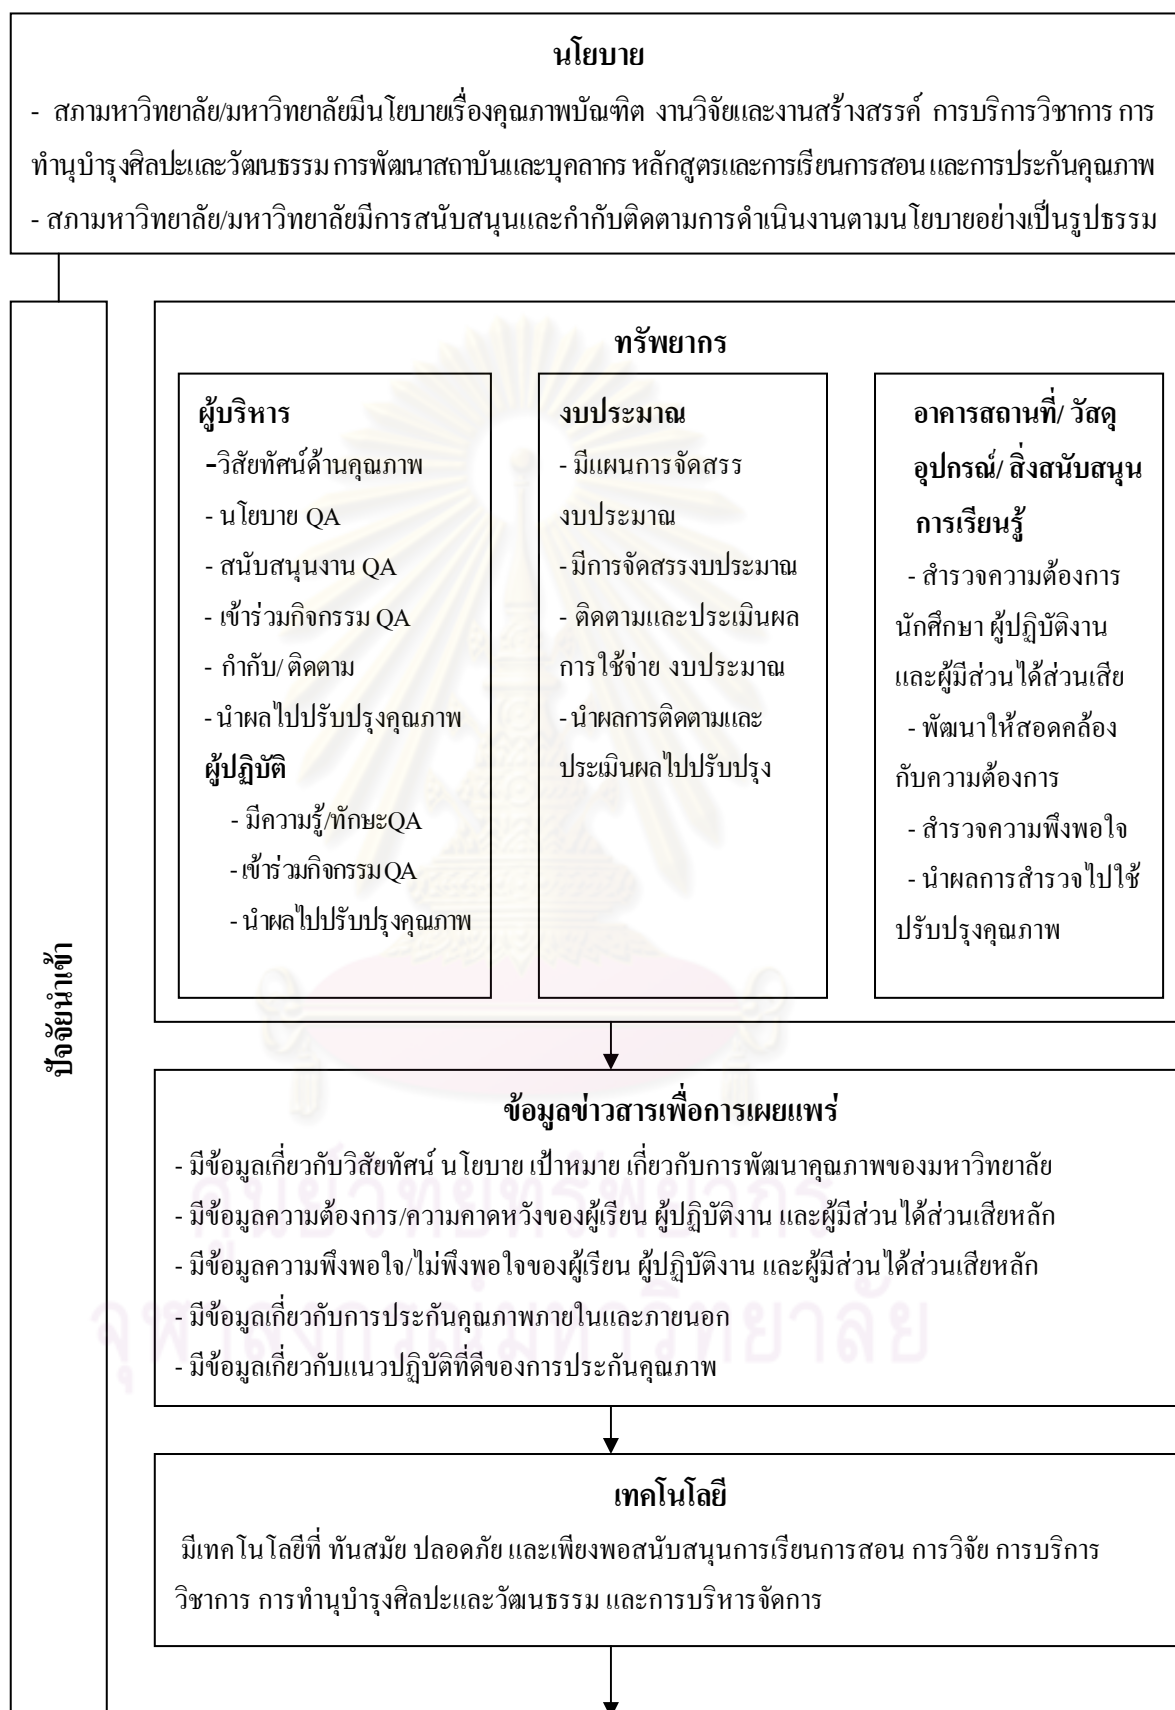 นโยบาย
- สภามหาวิทยาลัย/มหาวิทยาลัยมีนโยบายเรื่องคุณภาพบัณฑิต งานวิจัยและงานสร้างสรรค์ การบริการวิชาการ การ
ทำนุบำรุงศิลปะและวัฒนธรรม การพัฒนาสถาบันและบุคลากร หลักสูตรและการเรียนการสอน และการประกันคุณภาพ
- สภามหาวิทยาลัย/มหาวิทยาลัยมีการสนับสนุนและกำกับติดตามการดำเนินงานตามนโยบายอย่างเป็นรูปธรรม
ปัจจัยนำเข้า
ทรัพยากร
ผู้บริหาร
-วิสัยทัศน์ด้านคุณภาพ
- นโยบาย QA
- สนับสนุนงาน QA
- เข้าร่วมกิจกรรม QA
- กำกับ/ ติดตาม
- นำผลไปปรับปรุงคุณภาพ
ผู้ปฏิบัติ
- มีความรู้/ทักษะQA
- เข้าร่วมกิจกรรม QA
- นำผลไปปรับปรุงคุณภาพ
งบประมาณ
- มีแผนการจัดสรร
งบประมาณ
- มีการจัดสรรงบประมาณ
- ติดตามและประเมินผล
การใช้จ่าย งบประมาณ
- นำผลการติดตามและ
ประเมินผลไปปรับปรุง
อาคารสถานที่/ วัสดุ
อุปกรณ์/ สิ่งสนับสนุน
การเรียนรู้
- สำรวจความต้องการ
นักศึกษา ผู้ปฏิบัติงาน
และผู้มีส่วนได้ส่วนเสีย
- พัฒนาให้สอดคล้อง
กับความต้องการ
- สำรวจความพึงพอใจ
- นำผลการสำรวจไปใช้
ปรับปรุงคุณภาพ
ข้อมูลข่าวสารเพื่อการเผยแพร่
- มีข้อมูลเกี่ยวกับวิสัยทัศน์ นโยบาย เป้าหมาย เกี่ยวกับการพัฒนาคุณภาพของมหาวิทยาลัย
- มีข้อมูลความต้องการ/ความคาดหวังของผู้เรียน ผู้ปฏิบัติงาน และผู้มีส่วนได้ส่วนเสียหลัก
- มีข้อมูลความพึงพอใจ/ไม่พึงพอใจของผู้เรียน ผู้ปฏิบัติงาน และผู้มีส่วนได้ส่วนเสียหลัก
- มีข้อมูลเกี่ยวกับการประกันคุณภาพภายในและภายนอก
- มีข้อมูลเกี่ยวกับแนวปฏิบัติที่ดีของการประกันคุณภาพ
ศูนย์วิทยทรัพยากร
จุฬาลงกรณ์มหาวิทยาลัย
เทคโนโลยี
มีเทคโนโลยีที่ ทันสมัย ปลอดภัย และเพียงพอสนับสนุนการเรียนการสอน การวิจัย การบริการ
วิชาการ การทำนุบำรุงศิลปะและวัฒนธรรม และการบริหารจัดการ